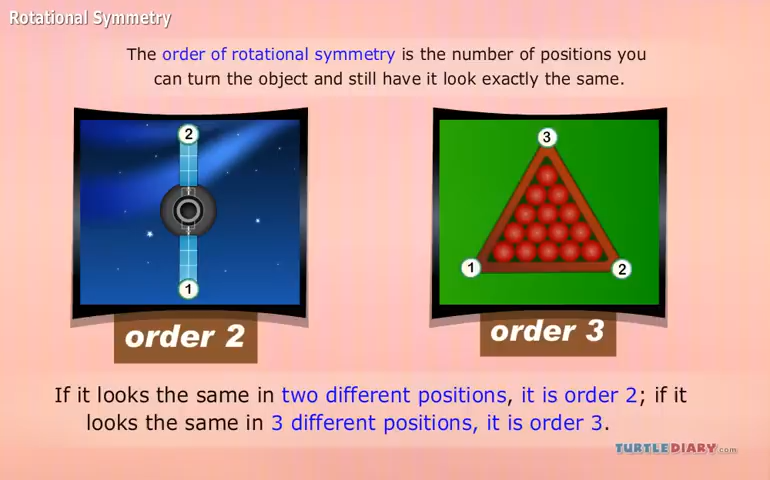 Rotational Symmetry
The order of rotational symmetry is the number of positions you
can turn the object and still have it look exactly the same.
2
1
order 2
3
1
2
order 3
If it looks the same in two different positions, it is order 2; if it
looks the same in 3 different positions, it is order 3.
TURTLEDIARY.com